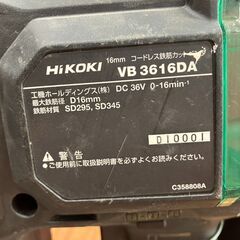 HiKOKI
16mm コードレス鉄筋カット
VB 3616DA
工機ホールディングス(株) DC 36V 0-16min⁻¹
最大鉄筋径 D16mm
鉄筋材質 SD295, SD345
010001
警告
・ご使用前に取扱説明書をよくお読みください。
C358808A